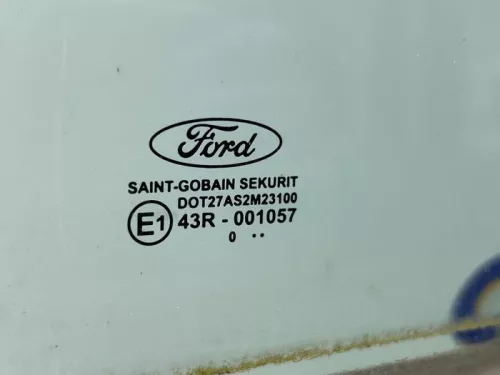 Ford
SAINT-GOBAIN SEKURIT
DOT27AS2M23100
E1 43R - 001057
0 ..